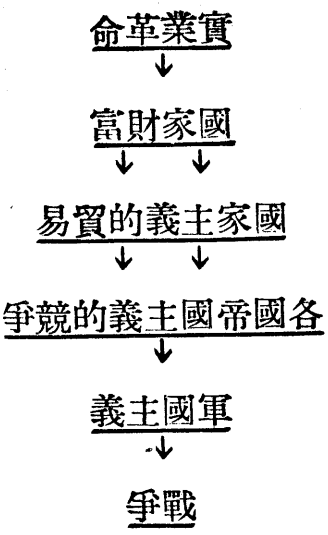 實業革命
國家財富
國家主義的貿易
各國帝國主義的競爭
軍國主義
戰爭